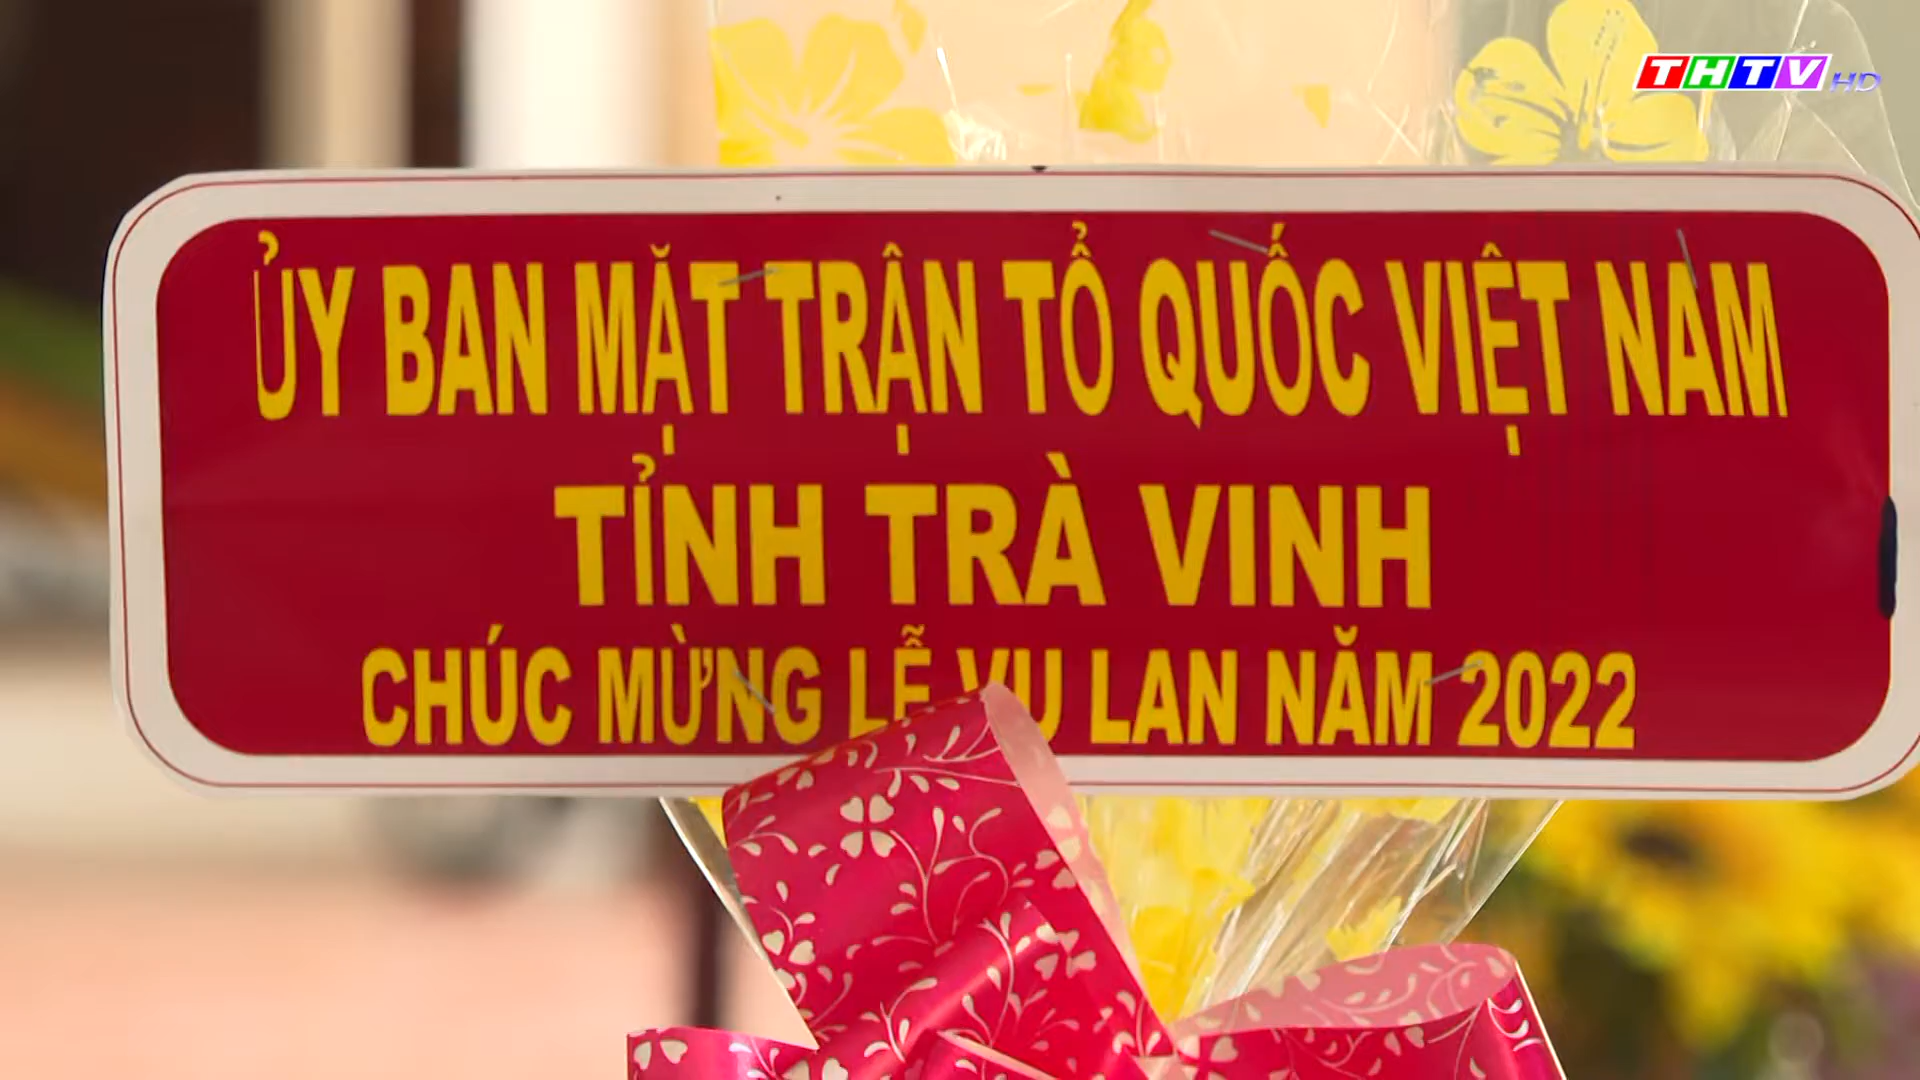 THTV HD
ỦY BAN MẶT TRẬN TỔ QUỐC VIỆT NAM
TỈNH TRÀ VINH
CHÚC MỪNG LỄ VU LAN NĂM 2022